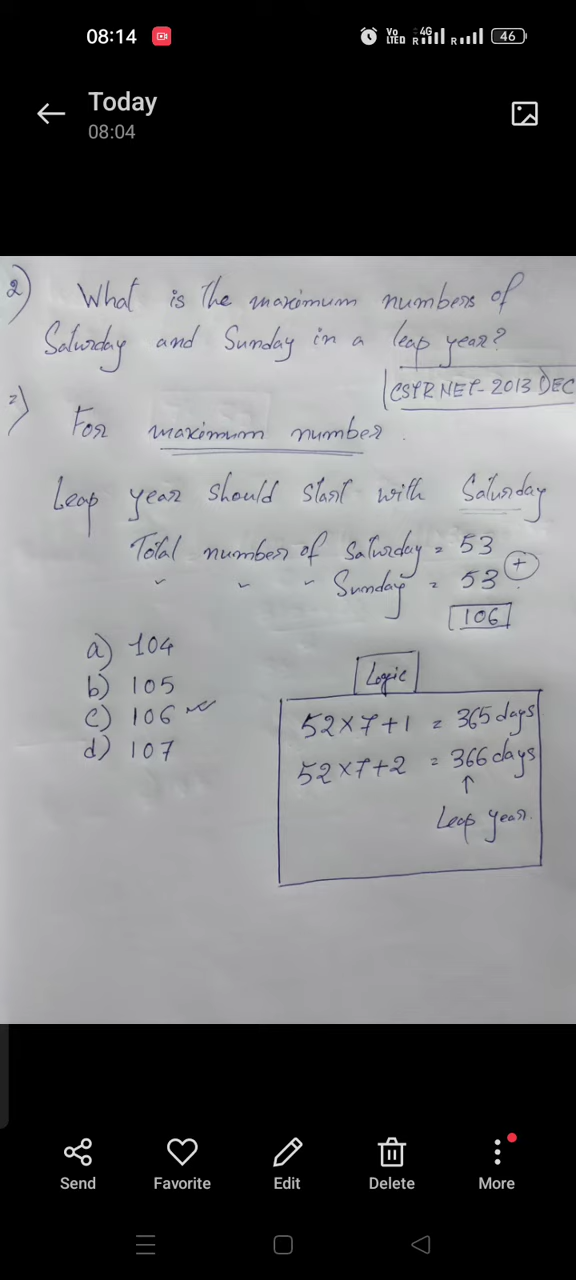 08:14
Vo LTED 4G R R 46
Today
08:04
2) What is the maximum numbers of
Saturday and Sunday in a leap year?
CSIR NET-2013 DEC
For maximum number.
Leap year should start with Saturday
Total number of Saturday = 53
" " " Sunday = 53 +
106
a) 104
b) 105
c) 106
d) 107
Logic
52×7+1 = 365 days
52×7+2 = 366 days
↑
Leap year.
Send Favorite Edit Delete More